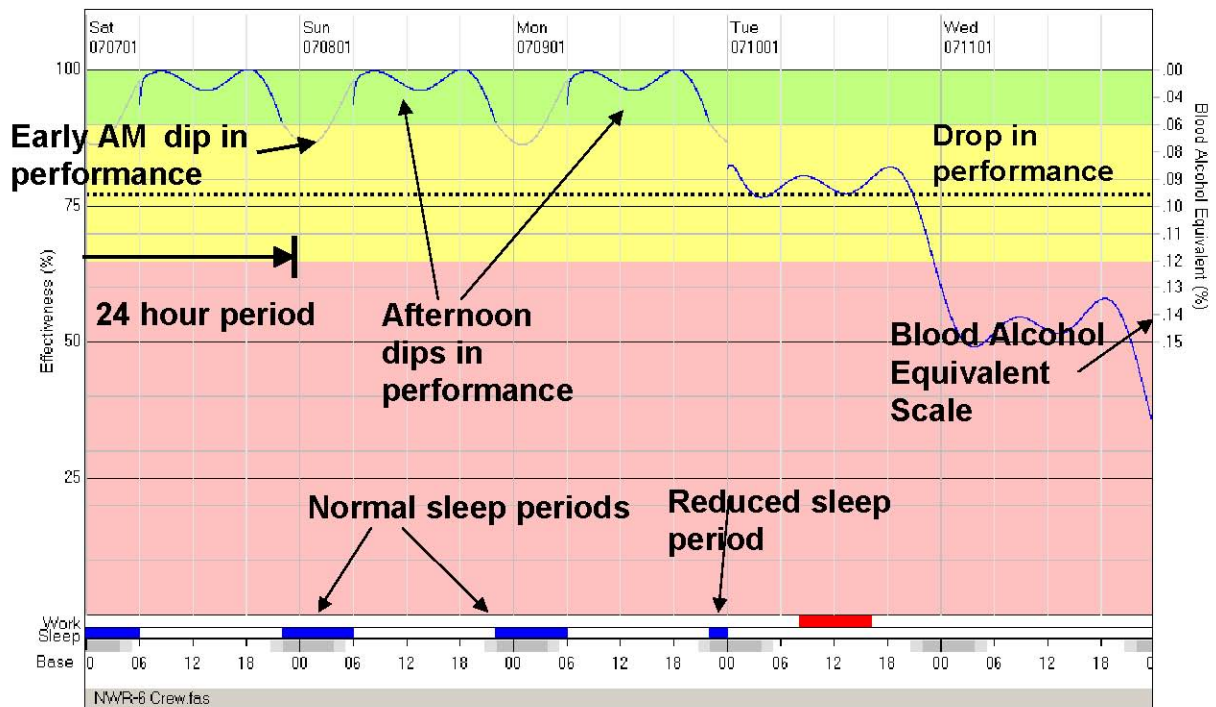 Sat Sun Mon Tue Wed
070701 070801 070901 071001 071101
100 .00
.04
Early AM dip in
performance
.06
.08
Drop in
performance
.09
75 .10
.12
24 hour period
Afternoon
dips in
performance
.13
.14
50 .15
Blood Alcohol
Equivalent
Scale
Effectiveness (%)
Blood Alcohol Equivalent (%)
25
Normal sleep periods
Reduced sleep
period
Work
Sleep
Base 0 06 12 18 00 06 12 18 00 06 12 18 00 06 12 18 00 06 12 18 0
NWR-6 Crew.fas